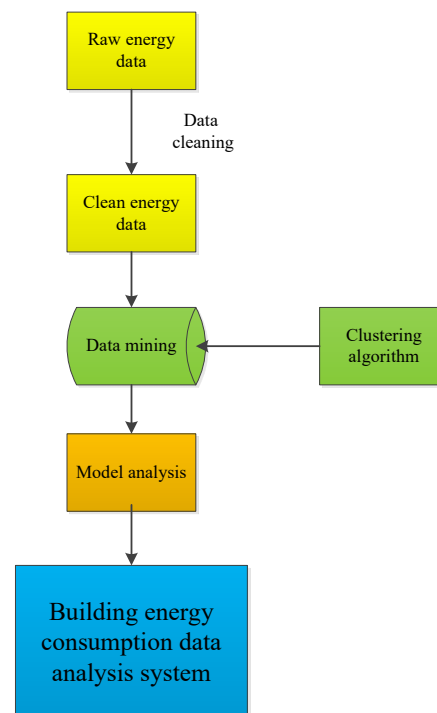 Raw energy
data
Data
cleaning
Clean energy
data
Data mining
Clustering
algorithm
Model analysis
Building energy
consumption data
analysis system